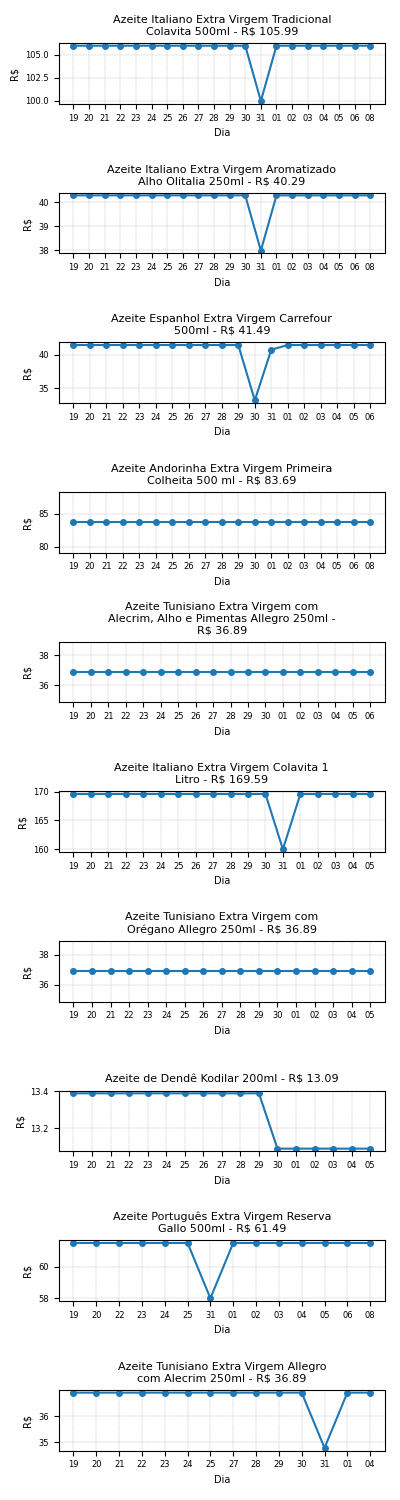 Azeite Italiano Extra Virgem Tradicional
Colavita 500ml - R$ 105.99
105.0
102.5
100.0
R$
19 20 21 22 23 24 25 26 27 28 29 30 31 01 02 03 04 05 08
Dia
Azeite Italiano Extra Virgem Aromatizado
Alho Olitalia 250ml - R$ 40.29
40
39
38
R$
19 20 21 22 23 24 25 26 27 28 29 30 31 01 02 03 04 05 08
Dia
Azeite Espanhol Extra Virgem Carrefour
500ml - R$ 41.49
40
35
R$
19 20 21 22 23 24 25 26 27 28 29 30 31 02 03 04 05 06
Dia
Azeite Andorinha Extra Virgem Primeira
Colheita 500 ml - R$ 83.69
85
80
R$
19 20 21 22 23 24 25 26 27 28 29 30 31 01 02 03 04 05 08
Dia
Azeite Tunisiano Extra Virgem com
Alecrim, Alho e Pimentas Allegro 250ml -
R$ 36.89
38
36
R$
19 20 21 22 23 24 25 26 27 28 29 30 01 02 03 04 05 06
Dia
Azeite Italiano Extra Virgem Colavita 1
Litro - R$ 169.59
170
165
160
R$
19 20 21 22 23 24 25 26 27 28 29 30 31 01 02 03 04 05
Dia
Azeite Tunisiano Extra Virgem com
Orégano Allegro 250ml - R$ 36.89
38
36
R$
19 20 21 22 23 24 25 26 27 28 29 30 01 02 03 04 05
Dia
Azeite de Dendê Kodilar 200ml - R$ 13.09
13.4
13.2
R$
19 20 21 22 23 24 25 26 27 28 29 30 01 02 03 04 05
Dia
Azeite Português Extra Virgem Reserva
Gallo 500ml - R$ 61.49
60
58
R$
19 20 22 23 24 25 31 01 02 03 04 05 06 08
Dia
Azeite Tunisiano Extra Virgem Allegro
com Alecrim 250ml - R$ 36.89
36
35
R$
19 20 21 22 23 24 25 27 28 29 30 31 01 04
Dia